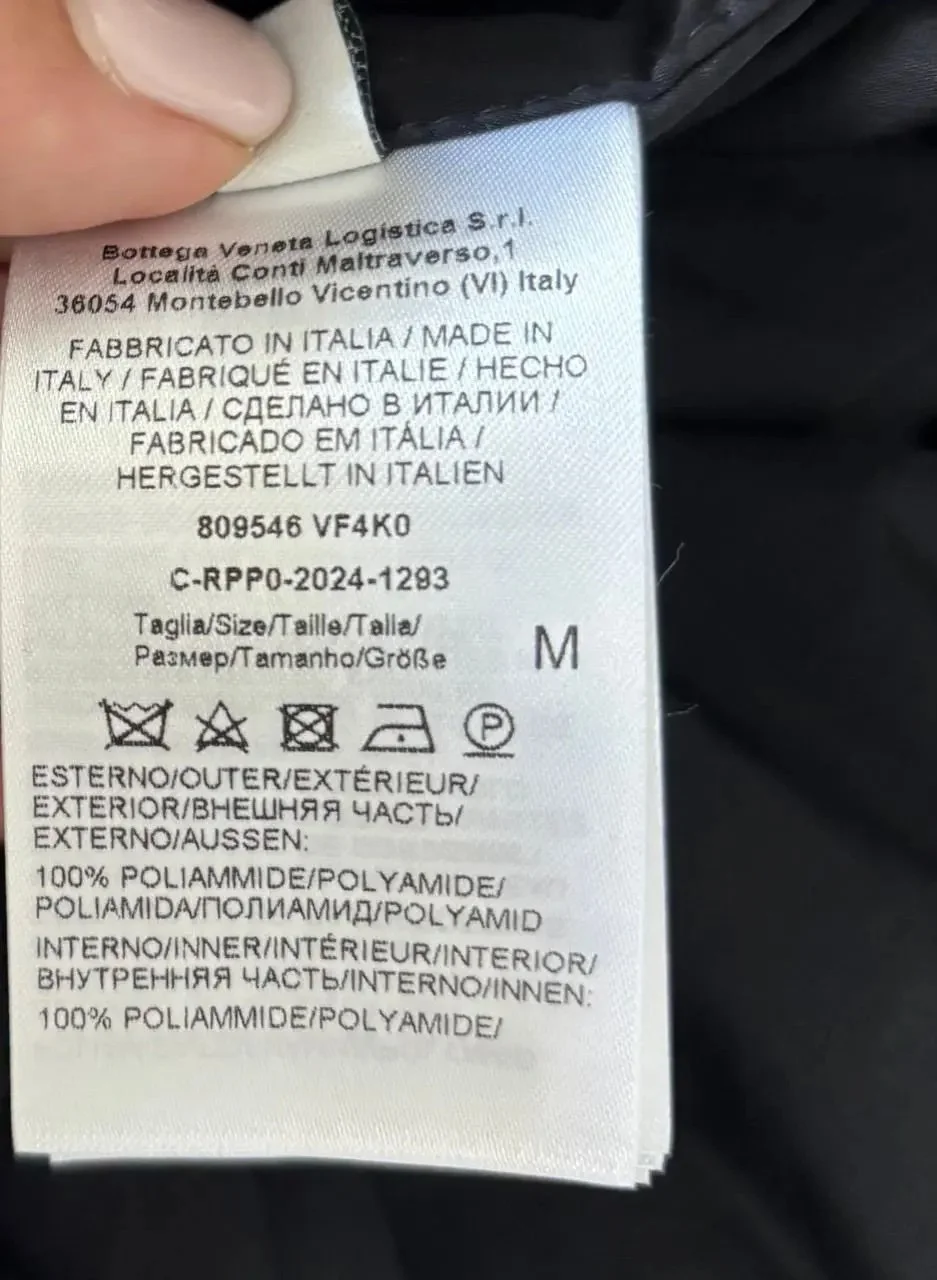 Bottega Veneta Logistica S.r.l.
Località Conti Maltraverso,1
36054 Montebello Vicentino (VI) Italy
FABBRICATO IN ITALIA / MADE IN
ITALY / FABRIQUÉ EN ITALIE / HECHO
EN ITALIA / СДЕЛАНО В ИТАЛИИ /
FABRICADO EM ITÁLIA /
HERGESTELLT IN ITALIEN
809546 VF4K0
C-RPP0-2024-1293
Taglia/Size/Taille/Talla/
Размер/Tamanho/Größe
M
P
ESTERNO/OUTER/EXTÉRIEUR/
EXTERIOR/ВНЕШНЯЯ ЧАСТЬ/
EXTERNO/AUSSEN:
100% POLIAMMIDE/POLYAMIDE/
POLIAMIDA/ПОЛИАМИД/POLYAMID
INTERNO/INNER/INTÉRIEUR/INTERIOR/
ВНУТРЕННЯЯ ЧАСТЬ/INTERNO/INNEN:
100% POLIAMMIDE/POLYAMIDE/